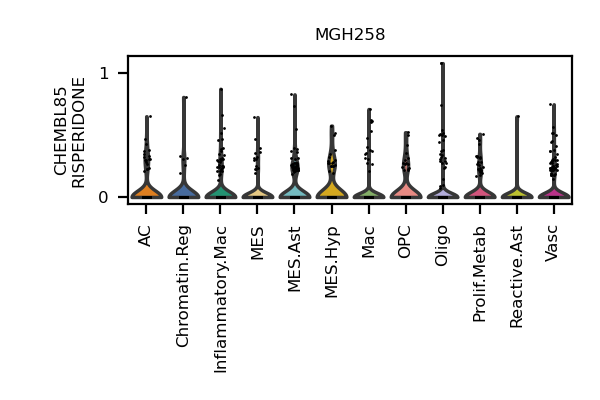 MGH258
CHEMBL85
RISPERIDONE
1
0
AC
Chromatin.Reg
Inflammatory.Mac
MES
MES.Ast
MES.Hyp
Mac
OPC
Oligo
Prolif.Metab
Reactive.Ast
Vasc